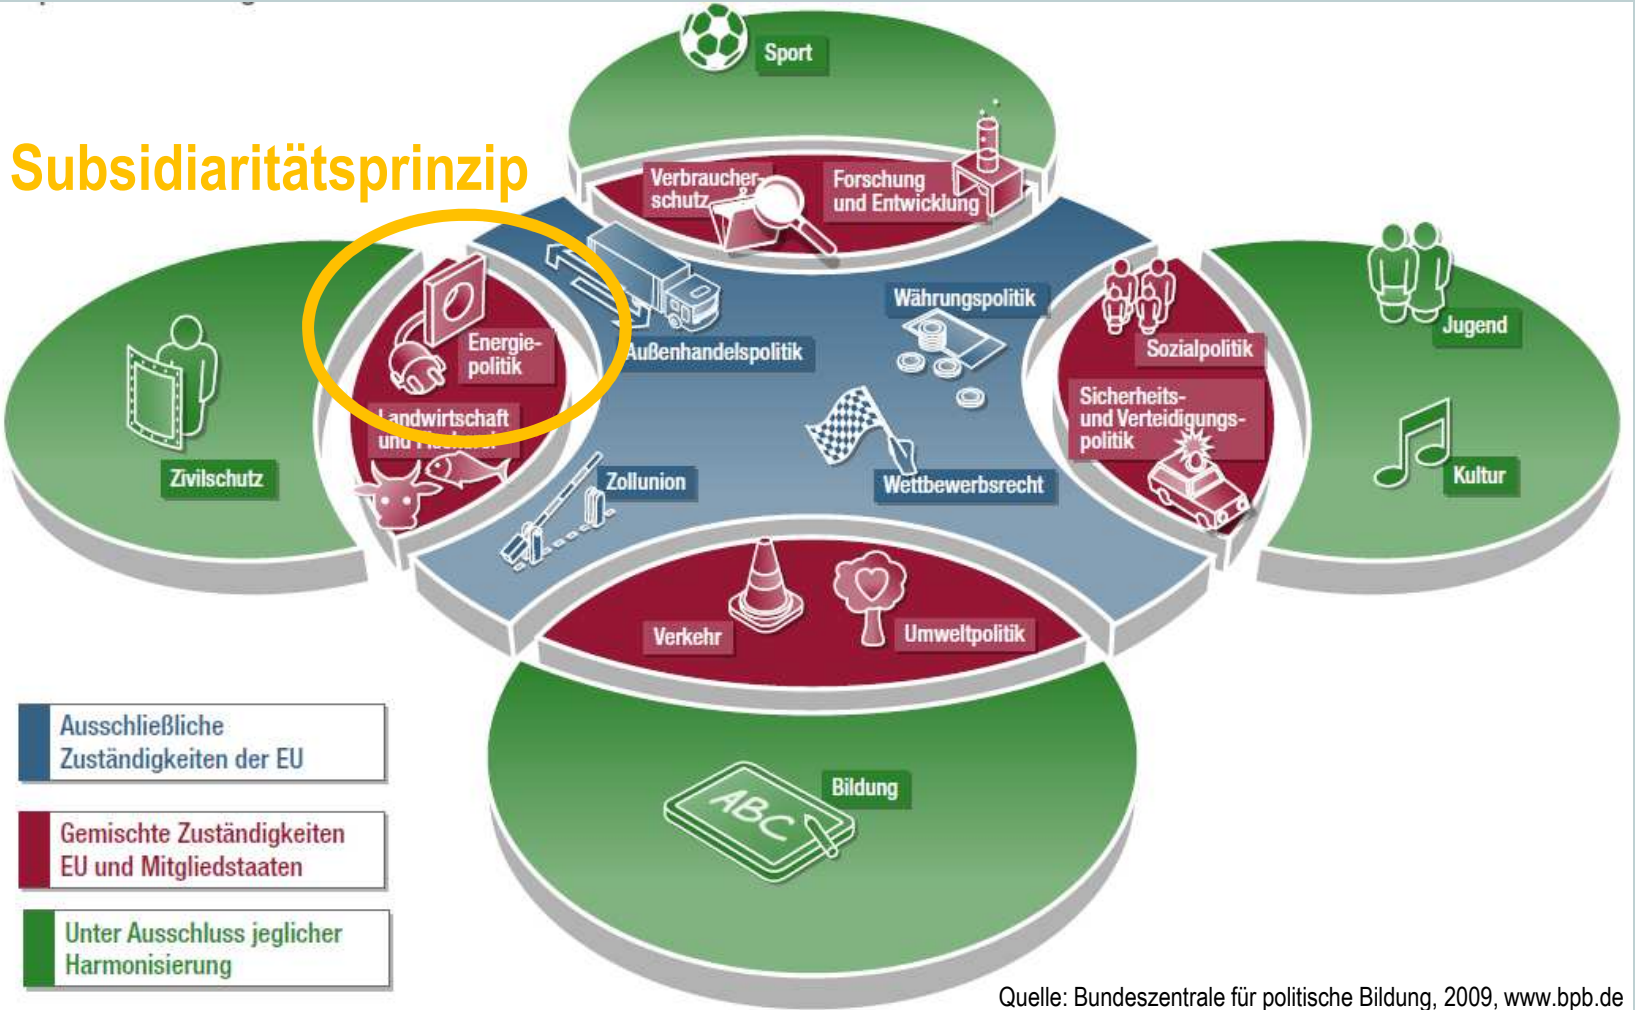 Sport
Subsidiaritätsprinzip
Verbraucher-
schutz
Forschung
und Entwicklung
Währungspolitik
Außenhandelspolitik
Energie-
politik
Landwirtschaft
und
Zivilschutz
Zollunion
Wettbewerbsrecht
Sozialpolitik
Sicherheits-
und Verteidigungs-
politik
Jugend
Kultur
Verkehr
Umweltpolitik
ABC
Bildung
Ausschließliche
Zuständigkeiten der EU
Gemischte Zuständigkeiten
EU und Mitgliedstaaten
Unter Ausschluss jeglicher
Harmonisierung
Quelle: Bundeszentrale für politische Bildung, 2009, www.bpb.de